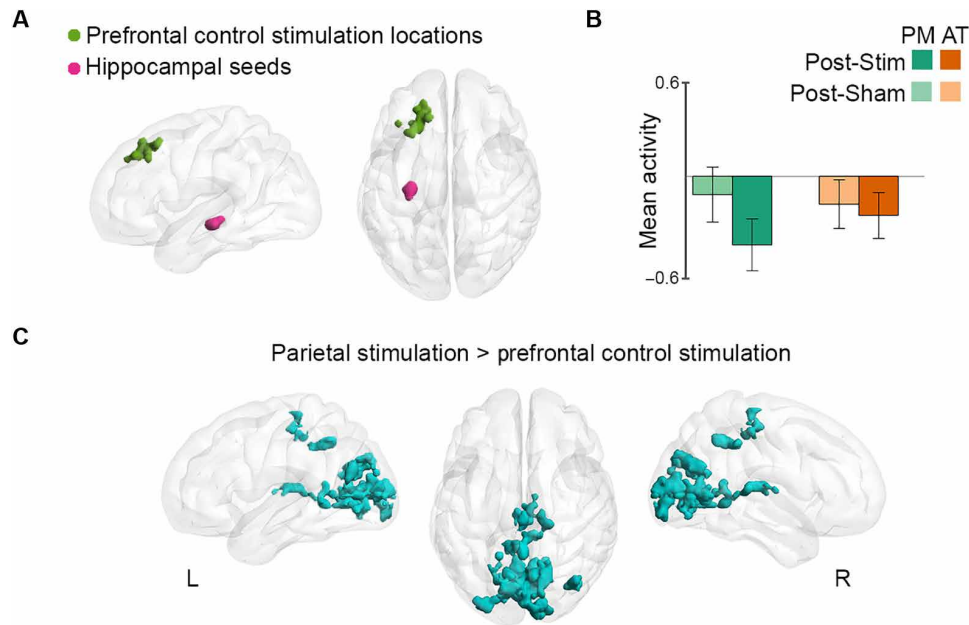 A
Prefrontal control stimulation locations
Hippocampal seeds
B
PM AT
Post-Stim
Post-Sham
0.6
Mean activity
−0.6
C
Parietal stimulation > prefrontal control stimulation
L
R